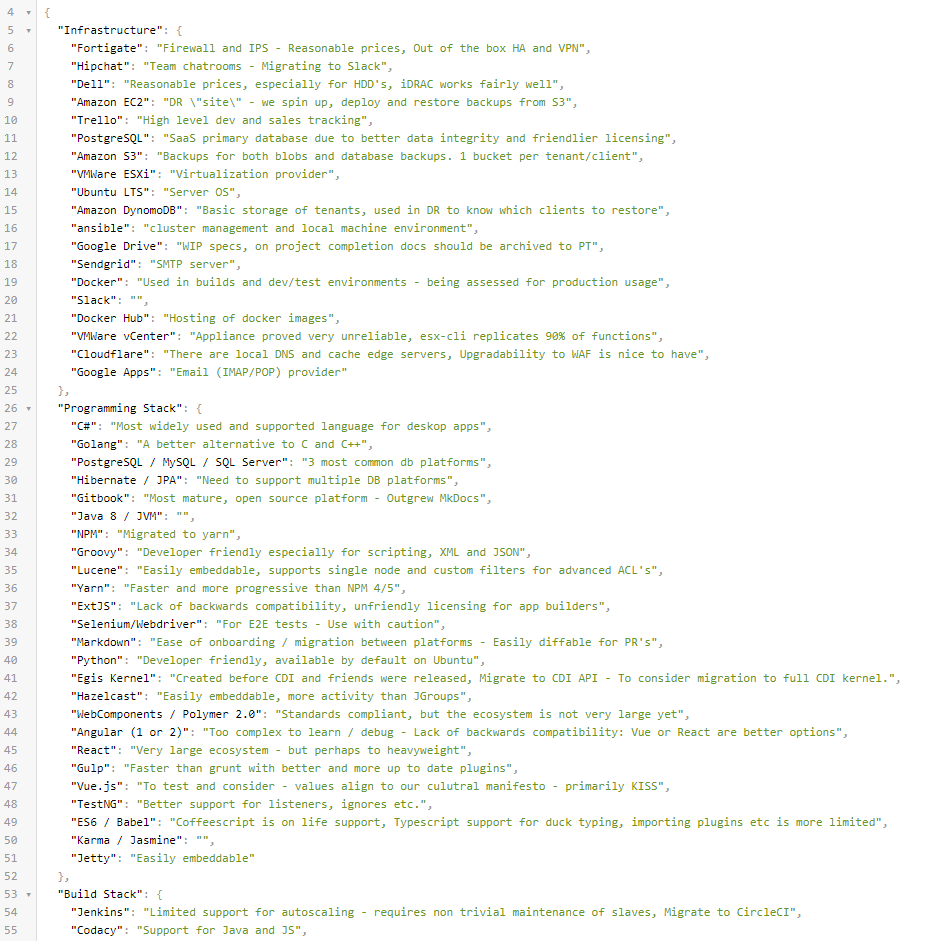 4 {
5 "Infrastructure": {
6 "Fortigate": "Firewall and IPS - Reasonable prices, Out of the box HA and VPN",
7 "Hipchat": "Team chatrooms - Migrating to Slack",
8 "Dell": "Reasonable prices, especially for HDD's, iDRAC works fairly well",
9 "Amazon EC2": "DR \"site\" - we spin up, deploy and restore backups from S3",
10 "Trello": "High level dev and sales tracking",
11 "PostgreSQL": "SaaS primary database due to better data integrity and friendlier licensing",
12 "Amazon S3": "Backups for both blobs and database backups. 1 bucket per tenant/client",
13 "VMWare ESXi": "Virtualization provider",
14 "Ubuntu LTS": "Server OS",
15 "Amazon DynomoDB": "Basic storage of tenants, used in DR to know which clients to restore",
16 "ansible": "cluster management and local machine environment",
17 "Google Drive": "WIP specs, on project completion docs should be archived to PT",
18 "Sendgrid": "SMTP server",
19 "Docker": "Used in builds and dev/test environments - being assessed for production usage",
20 "Slack": "",
21 "Docker Hub": "Hosting of docker images",
22 "VMWare vCenter": "Appliance proved very unreliable, esx-cli replicates 90% of functions",
23 "Cloudflare": "There are local DNS and cache edge servers, Upgradability to WAF is nice to have",
24 "Google Apps": "Email (IMAP/POP) provider"
25 },
26 "Programming Stack": {
27 "C#": "Most widely used and supported language for deskop apps",
28 "Golang": "A better alternative to C and C++",
29 "PostgreSQL / MySQL / SQL Server": "3 most common db platforms",
30 "Hibernate / JPA": "Need to support multiple DB platforms",
31 "Gitbook": "Most mature, open source platform - Outgrew MkDocs",
32 "Java 8 / JVM": "",
33 "NPM": "Migrated to yarn",
34 "Groovy": "Developer friendly especially for scripting, XML and JSON",
35 "Lucene": "Easily embeddable, supports single node and custom filters for advanced ACL's",
36 "Yarn": "Faster and more progressive than NPM 4/5",
37 "ExtJS": "Lack of backwards compatibility, unfriendly licensing for app builders",
38 "Selenium/Webdriver": "For E2E tests - Use with caution",
39 "Markdown": "Ease of onboarding / migration between platforms - Easily diffable for PR's",
40 "Python": "Developer friendly, available by default on Ubuntu",
41 "Egis Kernel": "Created before CDI and friends were released, Migrate to CDI API - To consider migration to full CDI kernel.",
42 "Hazelcast": "Easily embeddable, more activity than JGroups",
43 "WebComponents / Polymer 2.0": "Standards compliant, but the ecosystem is not very large yet",
44 "Angular (1 or 2)": "Too complex to learn / debug - Lack of backwards compatibility: Vue or React are better options",
45 "React": "Very large ecosystem - but perhaps to heavyweight",
46 "Gulp": "Faster than grunt with better and more up to date plugins",
47 "Vue.js": "To test and consider - values align to our culutral manifesto - primarily KISS",
48 "TestNG": "Better support for listeners, ignores etc.",
49 "ES6 / Babel": "Coffeescript is on life support, Typescript support for duck typing, importing plugins etc is more limited",
50 "Karma / Jasmine": "",
51 "Jetty": "Easily embeddable"
52 },
53 "Build Stack": {
54 "Jenkins": "Limited support for autoscaling - requires non trivial maintenance of slaves, Migrate to CircleCI",
55 "Codacy": "Support for Java and JS",